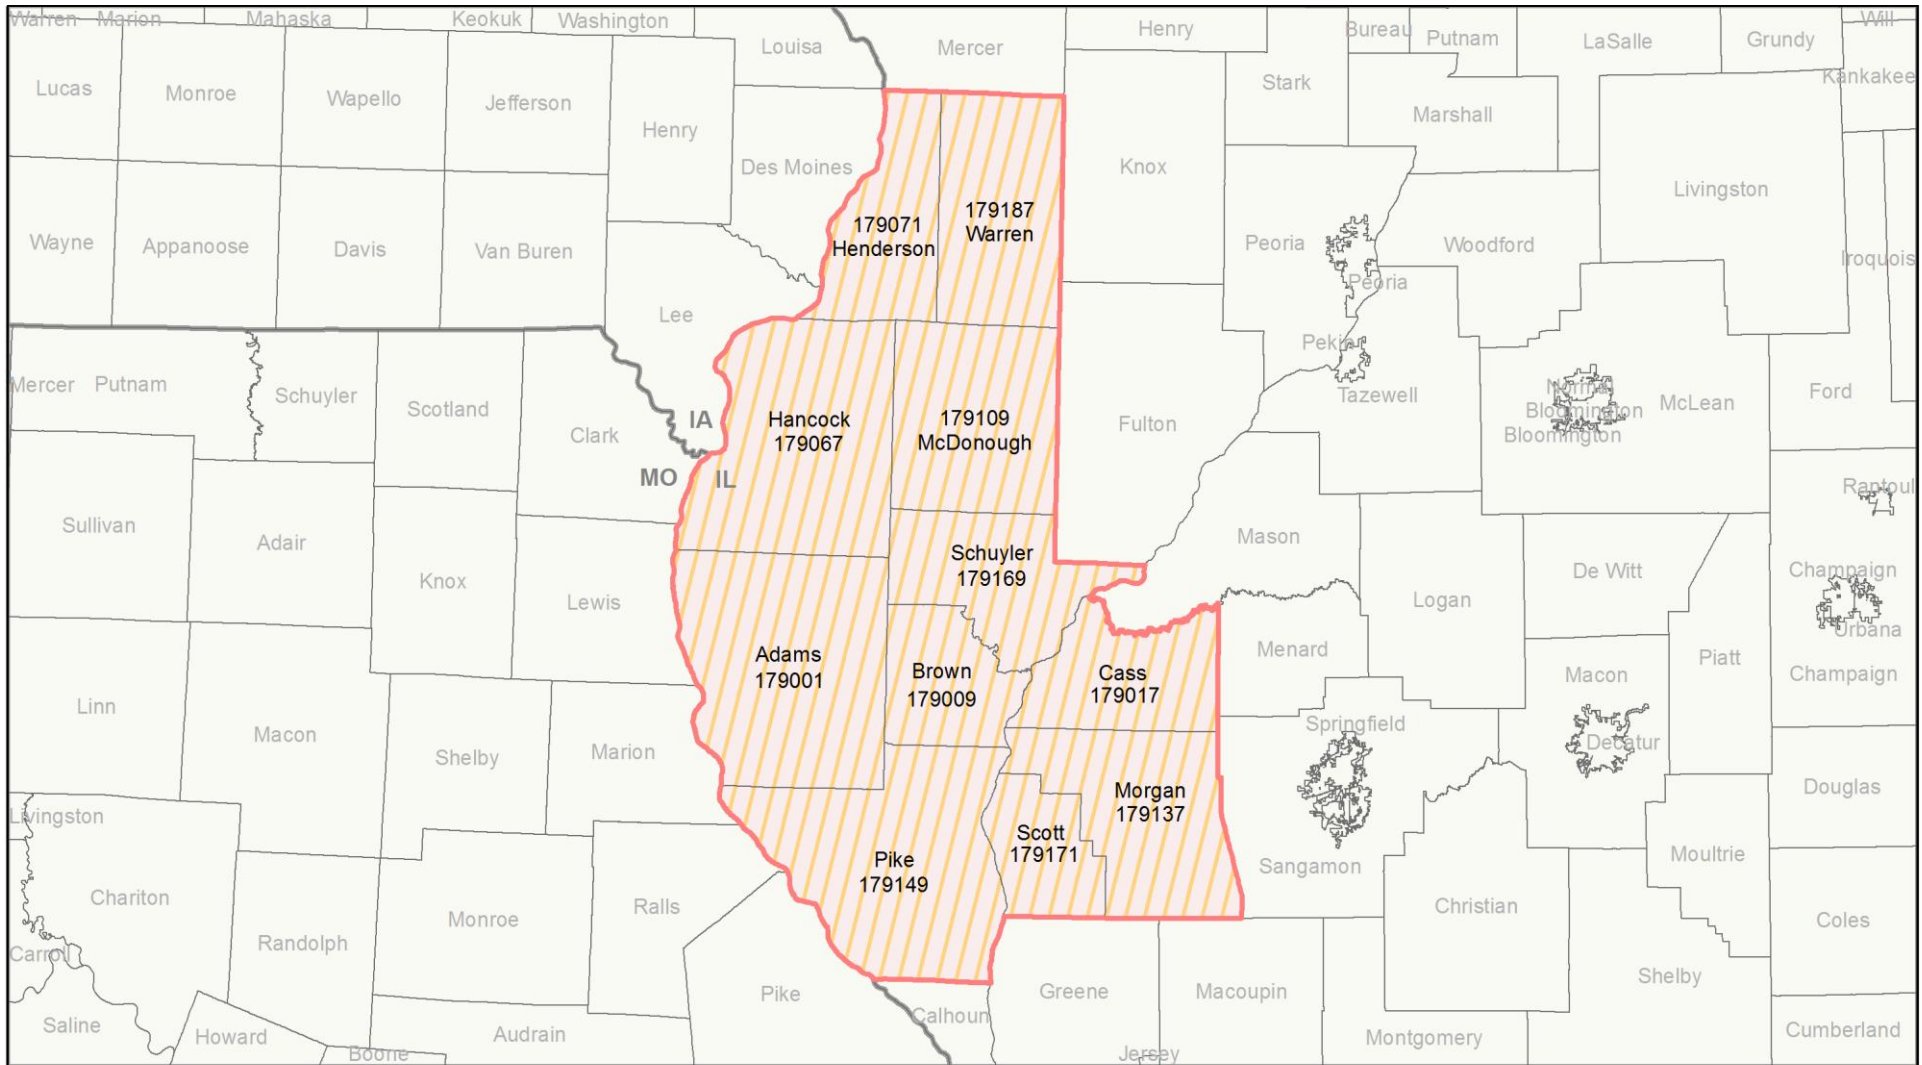 Warren
Marion
Mahaska
Keokuk
Washington
Louisa
Mercer
Henry
Bureau
Putnam
LaSalle
Grundy
Will
Kankakee
Lucas
Monroe
Wapello
Jefferson
Henry
Des Moines
Stark
Marshall
Knox
Livingston
Wayne
Appanoose
Davis
Van Buren
179071
Henderson
179187
Warren
Peoria
Peoria
Woodford
Iroquois
Lee
Pekin
Tazewell
Mercer
Putnam
Schuyler
Scotland
Clark
IA
MO
IL
Hancock
179067
179109
McDonough
Fulton
Normal
Bloomington
Bloomington
McLean
Ford
Rantoul
Sullivan
Adair
Knox
Lewis
Schuyler
179169
Mason
Logan
De Witt
Champaign
Urbana
Champaign
Adams
179001
Brown
179009
Cass
179017
Menard
Macon
Piatt
Linn
Macon
Shelby
Marion
Springfield
Decatur
Morgan
179137
Douglas
Livingston
Scott
179171
Pike
179149
Sangamon
Moultrie
Chariton
Randolph
Monroe
Ralls
Christian
Coles
Carroll
Saline
Howard
Boone
Audrain
Pike
Calhoun
Greene
Macoupin
Jersey
Montgomery
Shelby
Cumberland